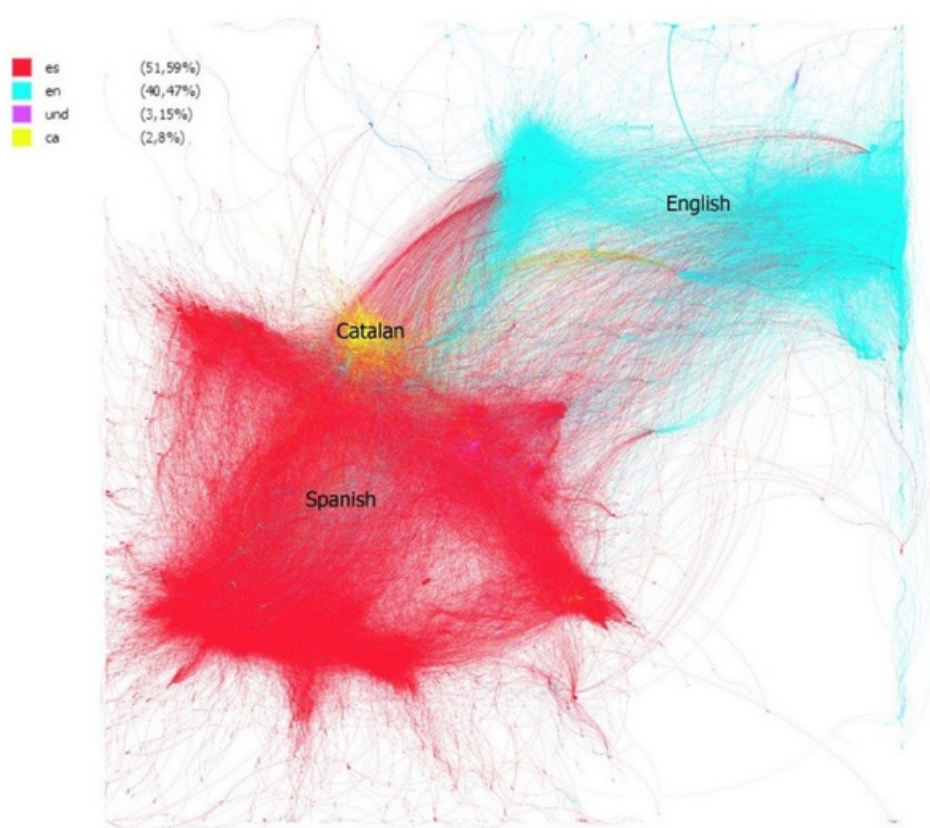 es (51,59%)
en (40,47%)
und (3,15%)
ca (2,8%)
English
Catalan
Spanish